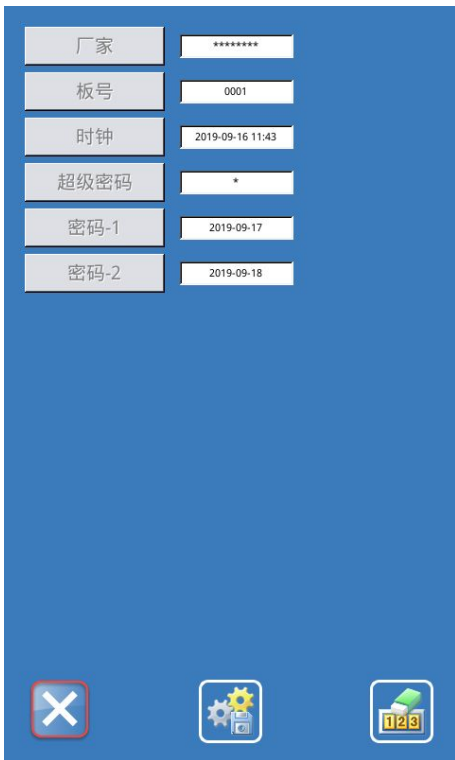 厂家 ********
板号 0001
时钟 2019-09-16 11:43
超级密码 *
密码-1 2019-09-17
密码-2 2019-09-18
123